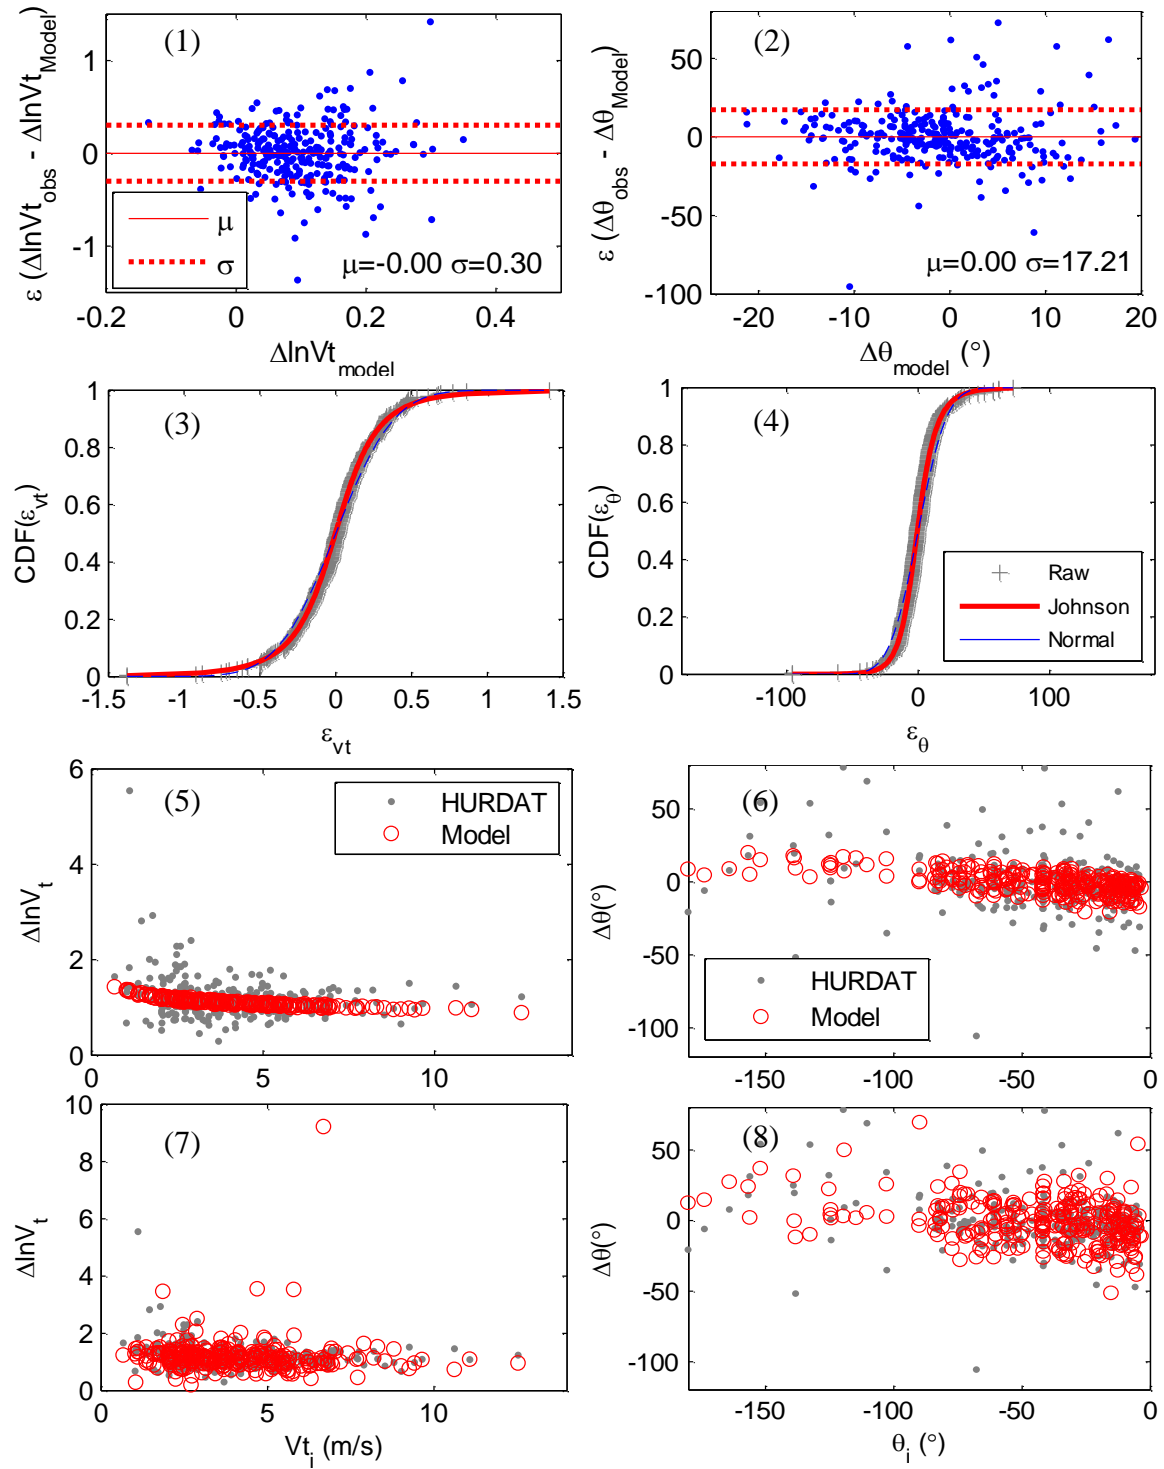 (1)
ε (ΔlnVt_obs - ΔlnVt_Model)
1
0
-1
μ
σ
μ=-0.00 σ=0.30
-0.2 0 0.2 0.4
ΔlnVt_model
(2)
ε (Δθ_obs - Δθ_Model)
50
0
-50
-100
μ=0.00 σ=17.21
-20 -10 0 10 20
Δθ_model (°)
(3)
CDF(ε_vt)
1
0.8
0.6
0.4
0.2
0
-1.5 -1 -0.5 0 0.5 1 1.5
ε_vt
(4)
CDF(ε_θ)
1
0.8
0.6
0.4
0.2
0
Raw
Johnson
Normal
-100 0 100
ε_θ
(5)
ΔlnV_t
6
4
2
0
HURDAT
Model
0 5 10
(6)
Δθ(°)
50
0
-50
-100
HURDAT
Model
-150 -100 -50 0
(7)
ΔlnV_t
10
8
6
4
2
0
0 5 10
Vt_i (m/s)
(8)
Δθ(°)
50
0
-50
-100
-150 -100 -50 0
θ_i (°)